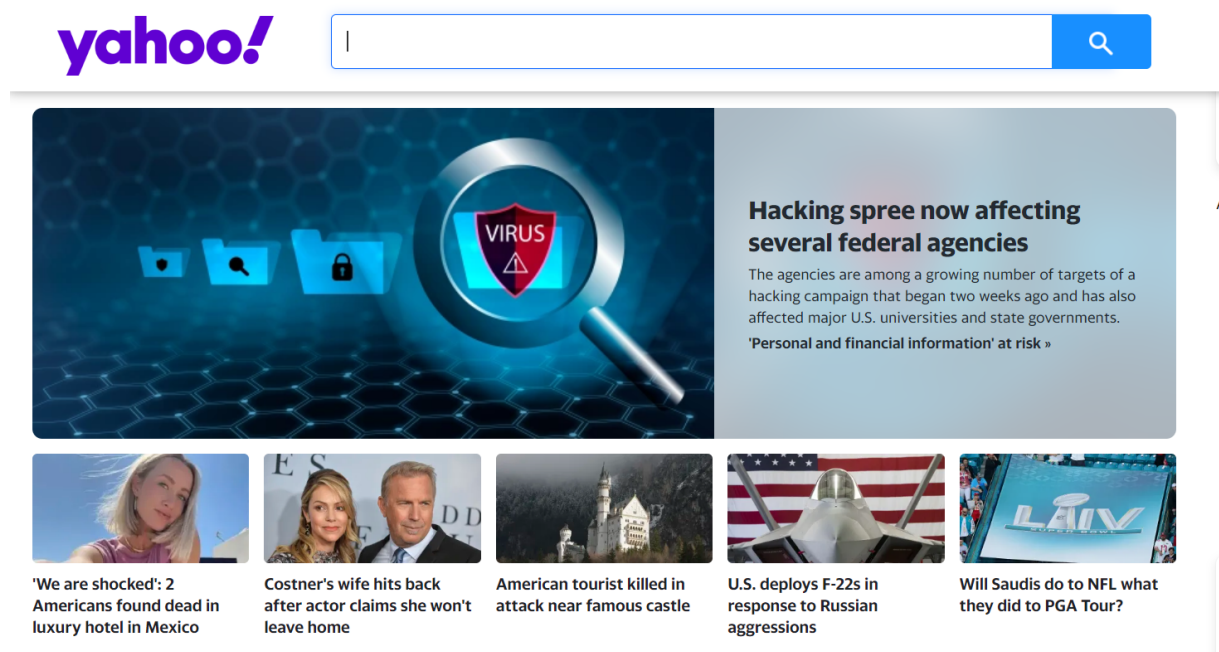 yahoo!
VIRUS
Hacking spree now affecting
several federal agencies
The agencies are among a growing number of targets of a
hacking campaign that began two weeks ago and has also
affected major U.S. universities and state governments.
'Personal and financial information' at risk »
E S
E
D D
LIV
SUPER BOWL
'We are shocked': 2
Americans found dead in
luxury hotel in Mexico
Costner's wife hits back
after actor claims she won't
leave home
American tourist killed in
attack near famous castle
U.S. deploys F-22s in
response to Russian
aggressions
Will Saudis do to NFL what
they did to PGA Tour?